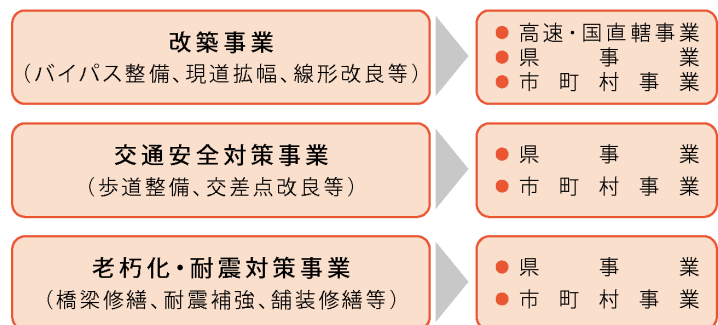 改築事業
（バイパス整備、現道拡幅、線形改良等）
● 高速・国直轄事業
● 県事業
● 市町村事業
交通安全対策事業
（歩道整備、交差点改良等）
● 県事業
● 市町村事業
老朽化・耐震対策事業
（橋梁修繕、耐震補強、舗装修繕等）
● 県事業
● 市町村事業